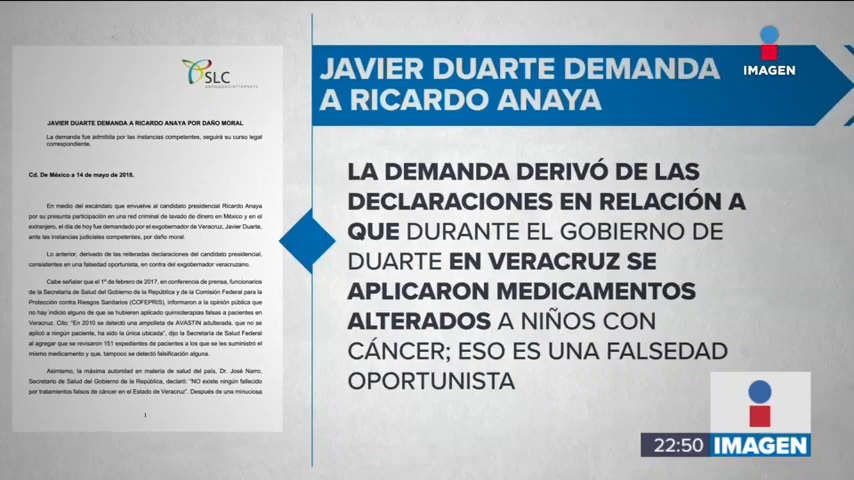 SLC
ABOGADOS/ATTORNEYS
JAVIER DUARTE DEMANDA A RICARDO ANAYA POR DAÑO MORAL
La demanda fue admitida por las instancias competentes, seguirá su curso legal
correspondiente.
Cd. De México a 14 de mayo de 2018.
En medio del escándalo que envuelve al candidato presidencial Ricardo Anaya
por su presunta participación en una red criminal de lavado de dinero en México y en el
extranjero, el día de hoy fue demandado por el exgobernador de Veracruz, Javier Duarte,
ante las instancias judiciales competentes, por daño moral.
Lo anterior, derivado de las reiteradas declaraciones del candidato presidencial,
consistentes en una falsedad oportunista, en contra del exgobernador veracruzano.
Cabe señalar que el 1º de febrero de 2017, en conferencia de prensa, funcionarios
de la Secretaría de Salud del Gobierno de la República y de la Comisión Federal para la
Protección contra Riesgos Sanitarios (COFEPRIS), informaron a la opinión pública que
no hay indicio alguno de que se hubieren aplicado quimioterapias falsas a pacientes en
Veracruz. Cito: “En 2010 se detectó una ampolleta de AVASTIN adulterada, que no se
aplicó a ningún paciente, ha sido la única ubicada”, dijo la Secretaría de Salud Federal
al agregar que se revisaron 151 expedientes de pacientes a los que se les suministró el
mismo medicamento y que, tampoco se detectó falsificación alguna.
Asimismo, la máxima autoridad en materia de salud del país, Dr. José Narro,
Secretario de Salud del Gobierno de la República, declaró: “NO existe ningún fallecido
por tratamientos falsos de cáncer en el Estado de Veracruz”. Después de una minuciosa
1
JAVIER DUARTE DEMANDA
A RICARDO ANAYA
IMAGEN
LA DEMANDA DERIVÓ DE LAS
DECLARACIONES EN RELACIÓN A
QUE DURANTE EL GOBIERNO DE
DUARTE EN VERACRUZ SE
APLICARON MEDICAMENTOS
ALTERADOS A NIÑOS CON
CÁNCER; ESO ES UNA FALSEDAD
OPORTUNISTA
22:50 IMAGEN